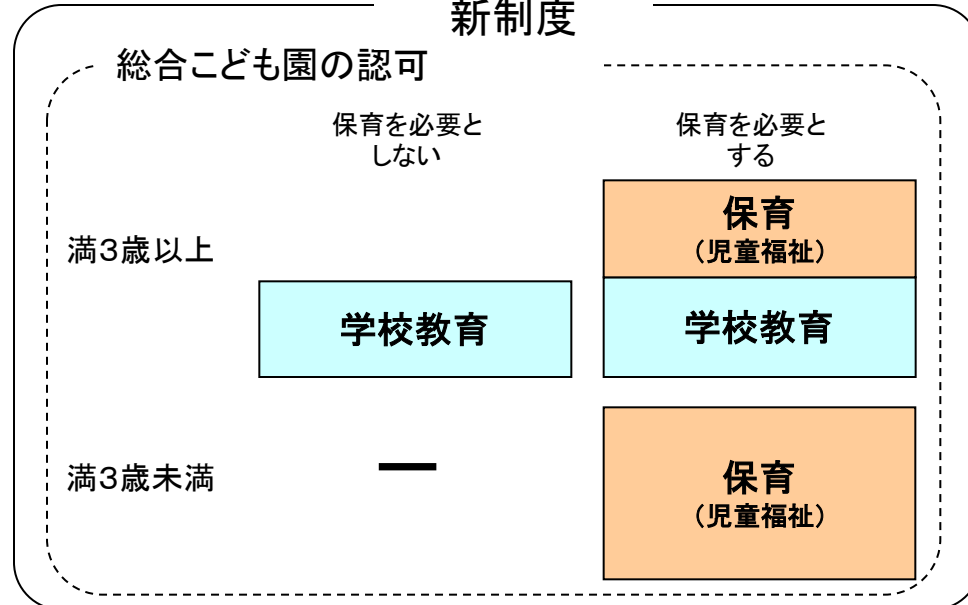 新制度
総合こども園の認可
保育を必要と
しない
保育を必要と
する
満3歳以上
保育
(児童福祉)
学校教育
学校教育
満3歳未満
ー
保育
(児童福祉)